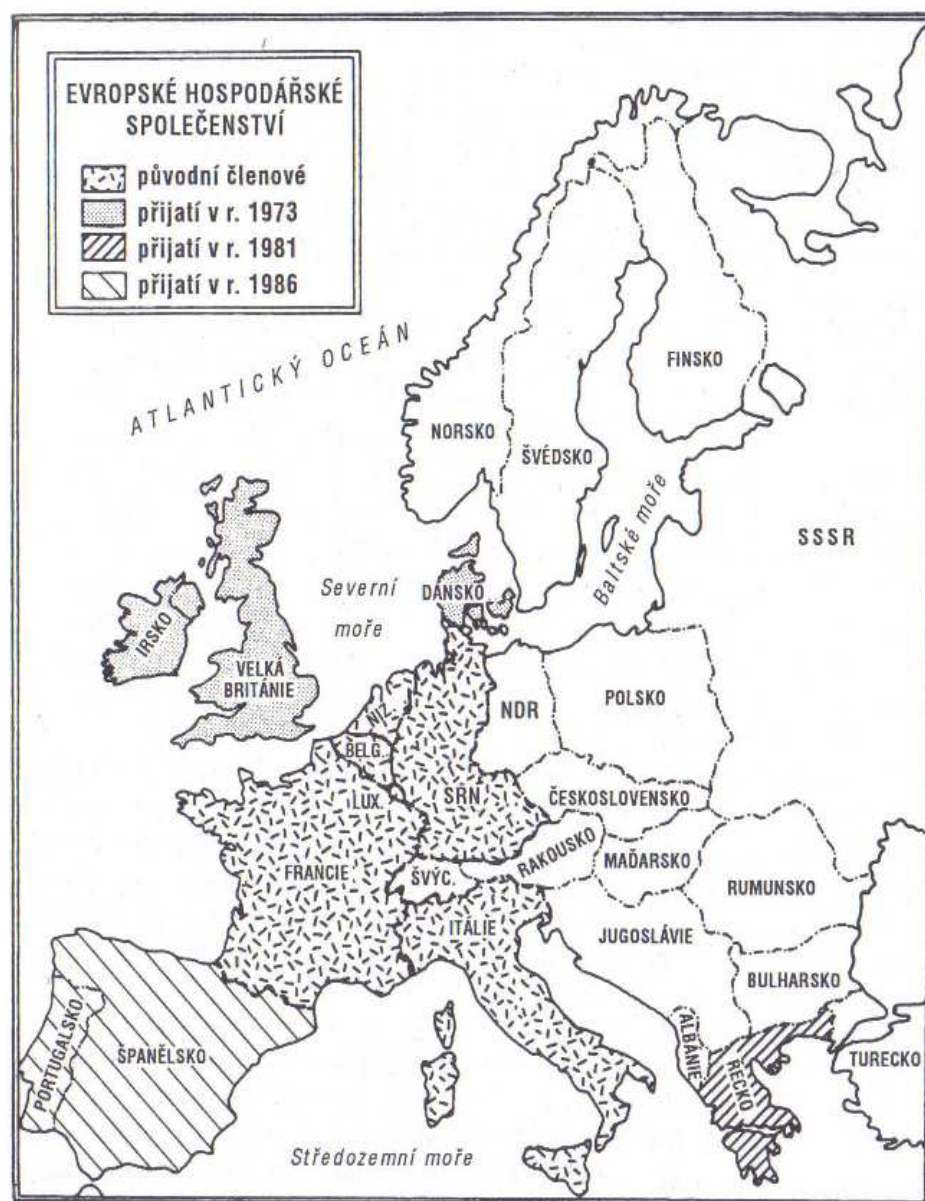 EVROPSKÉ HOSPODÁŘSKÉ
SPOLEČENSTVÍ
původní členové
přijatí v r. 1973
přijatí v r. 1981
přijatí v r. 1986
ATLANTICKÝ OCEÁN
FINSKO
NORSKO
ŠVÉDSKO
Baltské moře
SSSR
Severní
moře
DÁNSKO
IRSKO
VELKÁ
BRITÁNIE
NIZ.
NDR
POLSKO
BELG.
LUX.
SRN
ČESKOSLOVENSKO
RAKOUSKO
MAĎARSKO
FRANCIE
ŠVÝC.
RUMUNSKO
ITÁLIE
JUGOSLÁVIE
BULHARSKO
PORTUGALSKO
ŠPANĚLSKO
ALBÁNIE
ŘECKO
TURECKO
Středozemní moře